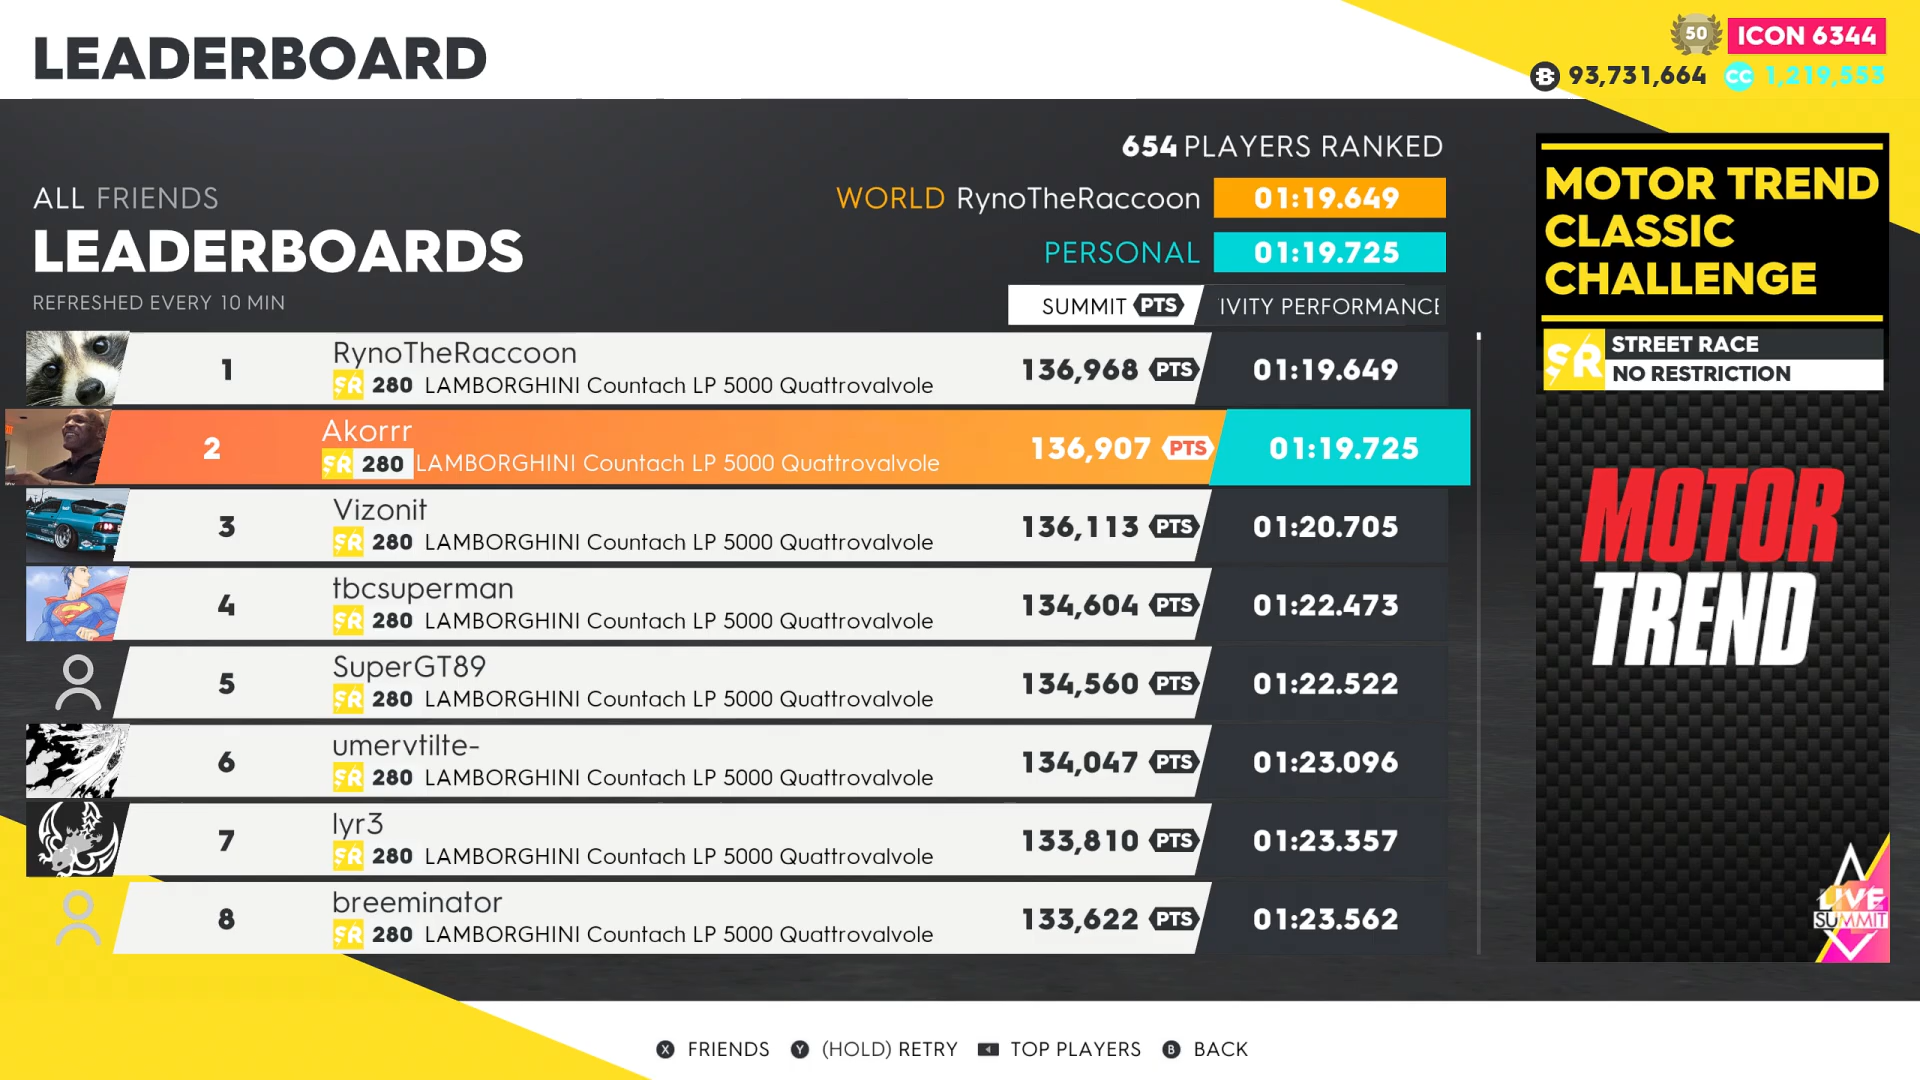 LEADERBOARD
50 ICON 6344
93,731,664 CC 1,219,553
654 PLAYERS RANKED
ALL FRIENDS
WORLD RynoTheRaccoon 01:19.649
LEADERBOARDS
PERSONAL 01:19.725
REFRESHED EVERY 10 MIN
SUMMIT PTS IVITY PERFORMANCE
1 RynoTheRaccoon
SR 280 LAMBORGHINI Countach LP 5000 Quattrovalvole
136,968 PTS 01:19.649
2 Akorrr
SR 280 LAMBORGHINI Countach LP 5000 Quattrovalvole
136,907 PTS 01:19.725
3 Vizonit
SR 280 LAMBORGHINI Countach LP 5000 Quattrovalvole
136,113 PTS 01:20.705
4 tbcsuperman
SR 280 LAMBORGHINI Countach LP 5000 Quattrovalvole
134,604 PTS 01:22.473
5 SuperGT89
SR 280 LAMBORGHINI Countach LP 5000 Quattrovalvole
134,560 PTS 01:22.522
6 umervtilte-
SR 280 LAMBORGHINI Countach LP 5000 Quattrovalvole
134,047 PTS 01:23.096
7 lyr3
SR 280 LAMBORGHINI Countach LP 5000 Quattrovalvole
133,810 PTS 01:23.357
8 breeminator
SR 280 LAMBORGHINI Countach LP 5000 Quattrovalvole
133,622 PTS 01:23.562
MOTOR TREND
CLASSIC
CHALLENGE
SR STREET RACE
NO RESTRICTION
MOTOR
TREND
LIVE
SUMMIT
X FRIENDS Y (HOLD) RETRY TOP PLAYERS B BACK